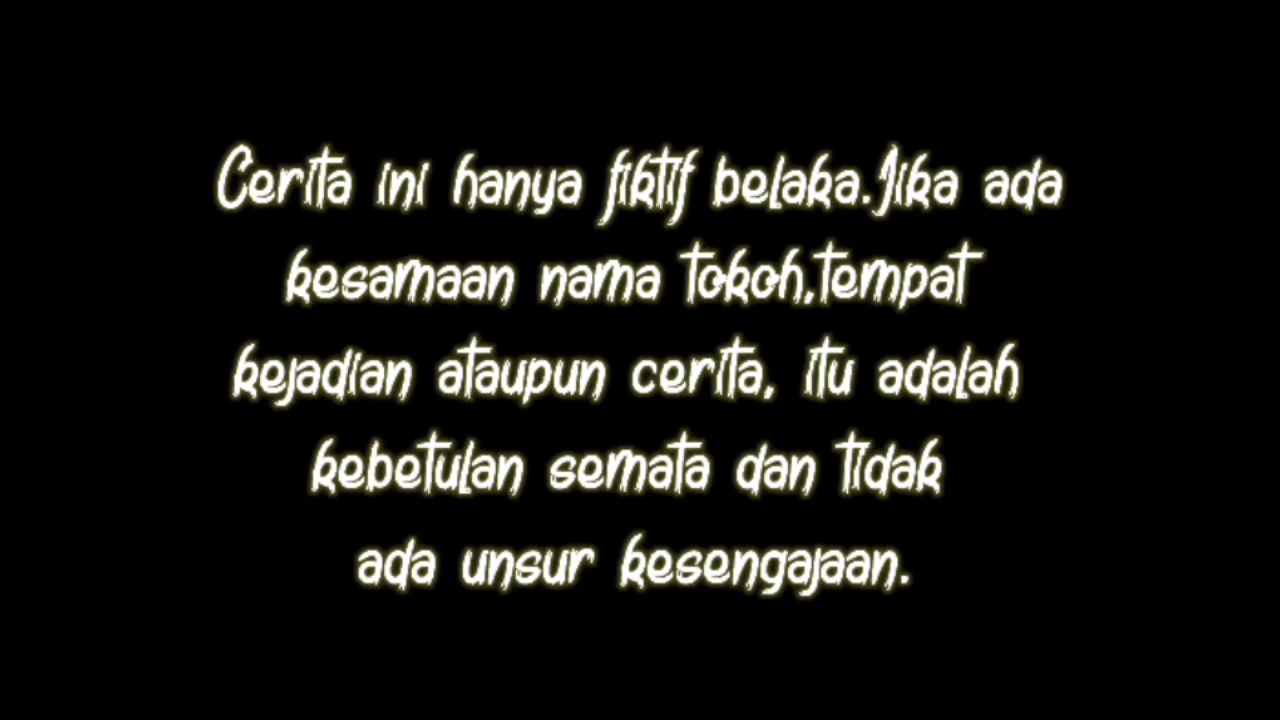 Cerita ini hanya fiktif belaka.Jika ada
kesamaan nama tokoh,tempat
kejadian ataupun cerita, itu adalah
kebetulan semata dan tidak
ada unsur kesengajaan.